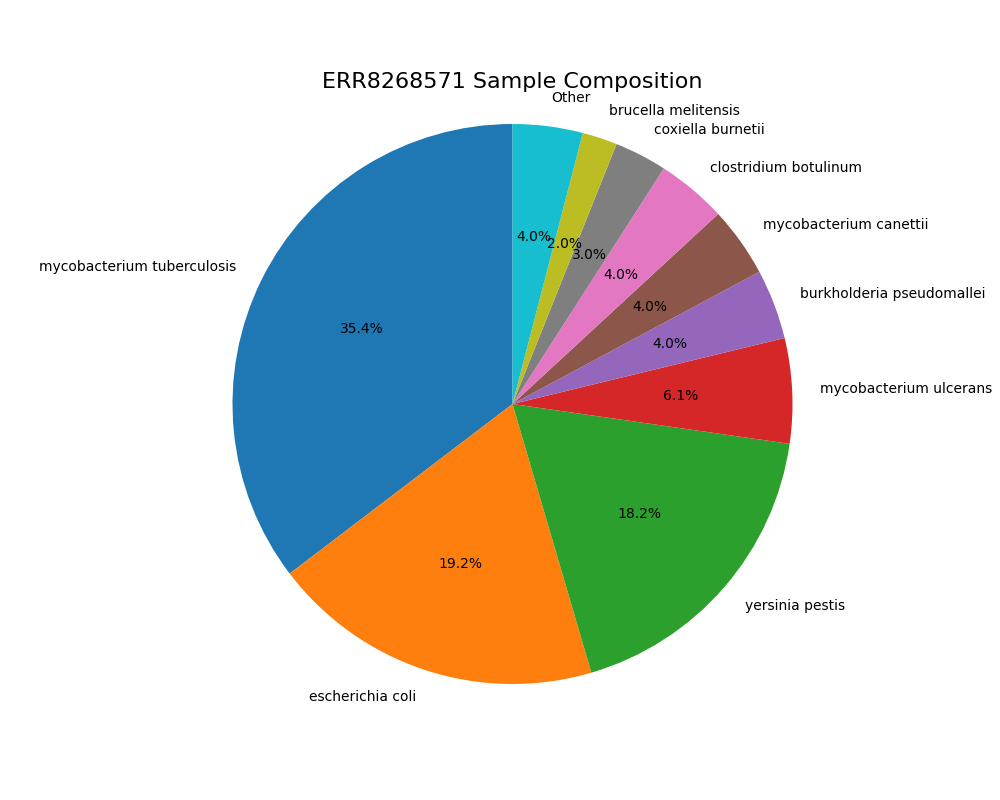 ERR8268571 Sample Composition
Other
brucella melitensis
coxiella burnetii
clostridium botulinum
mycobacterium canettii
mycobacterium tuberculosis
burkholderia pseudomallei
mycobacterium ulcerans
yersinia pestis
escherichia coli
4.0%
2.0%
3.0%
4.0%
4.0%
35.4%
4.0%
6.1%
18.2%
19.2%